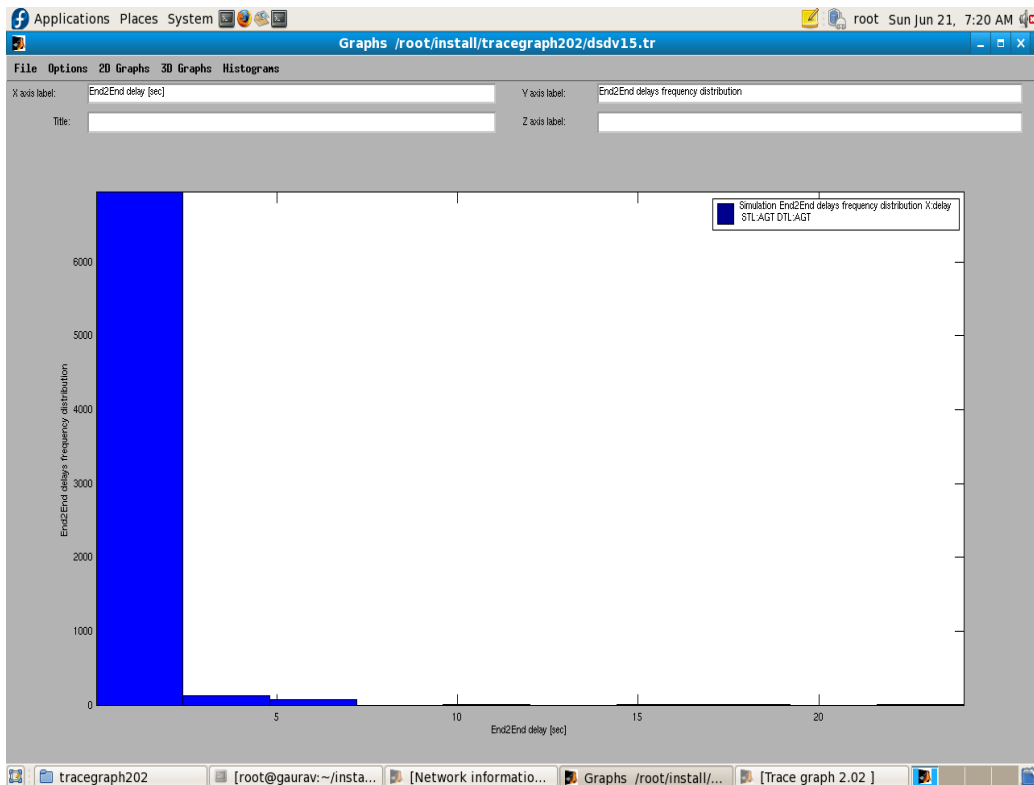 Applications Places System root Sun Jun 21, 7:20 AM
Graphs /root/install/tracegraph202/dsdv15.tr
File Options 2D Graphs 3D Graphs Histograms
X axis label: End2End delay [sec] Y axis label: End2End delays frequency distribution
Title: Z axis label:
Simulation End2End delays frequency distribution X:delay
STL:AGT DTL:AGT
End2End delays frequency distribution
6000
5000
4000
3000
2000
1000
0
5 10 15 20
End2End delay [sec]
tracegraph202 [root@gaurav:~/insta... [Network informatio... Graphs /root/install/... [Trace graph 2.02 ]